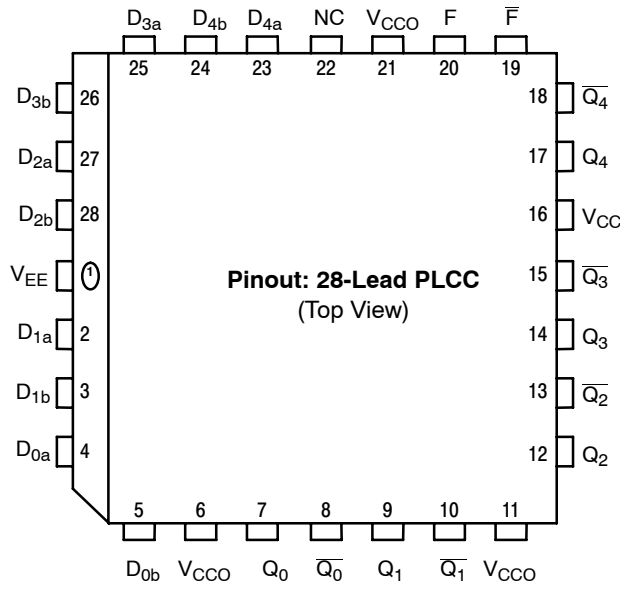 D3a D4b D4a NC VCCO F F̅
25 24 23 22 21 20 19
D3b 26 18 Q̅4̅
D2a 27 17 Q4
D2b 28 16 VCC
VEE 1 15 Q̅3̅
Pinout: 28-Lead PLCC
(Top View)
D1a 2 14 Q3
D1b 3 13 Q̅2̅
D0a 4 12 Q2
5 6 7 8 9 10 11
D0b VCCO Q0 Q̅0̅ Q1 Q̅1̅ VCCO